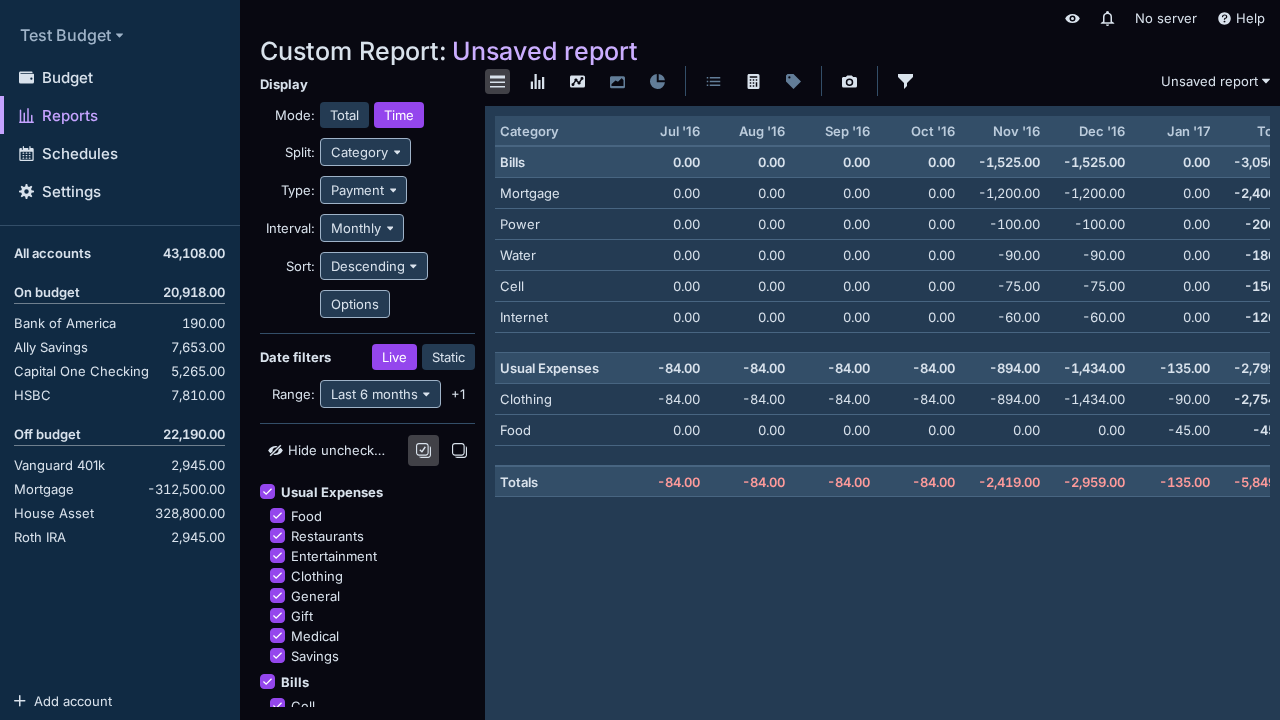 Test Budget
Budget
Reports
Schedules
Settings
All accounts 43,108.00
On budget 20,918.00
Bank of America 190.00
Ally Savings 7,653.00
Capital One Checking 5,265.00
HSBC 7,810.00
Off budget 22,190.00
Vanguard 401k 2,945.00
Mortgage -312,500.00
House Asset 328,800.00
Roth IRA 2,945.00
Add account
No server Help
Custom Report: Unsaved report
Display
Mode: Total Time
Split: Category
Type: Payment
Interval: Monthly
Sort: Descending
Options
Date filters Live Static
Range: Last 6 months +1
Hide uncheck...
Usual Expenses
Food
Restaurants
Entertainment
Clothing
General
Gift
Medical
Savings
Bills
Cell
Unsaved report
Category Jul '16 Aug '16 Sep '16 Oct '16 Nov '16 Dec '16 Jan '17
Bills 0.00 0.00 0.00 0.00 -1,525.00 -1,525.00 0.00
Mortgage 0.00 0.00 0.00 0.00 -1,200.00 -1,200.00 0.00
Power 0.00 0.00 0.00 0.00 -100.00 -100.00 0.00
Water 0.00 0.00 0.00 0.00 -90.00 -90.00 0.00
Cell 0.00 0.00 0.00 0.00 -75.00 -75.00 0.00
Internet 0.00 0.00 0.00 0.00 -60.00 -60.00 0.00
Usual Expenses -84.00 -84.00 -84.00 -84.00 -894.00 -1,434.00 -135.00
Clothing -84.00 -84.00 -84.00 -84.00 -894.00 -1,434.00 -90.00
Food 0.00 0.00 0.00 0.00 0.00 0.00 -45.00
Totals -84.00 -84.00 -84.00 -84.00 -2,419.00 -2,959.00 -135.00